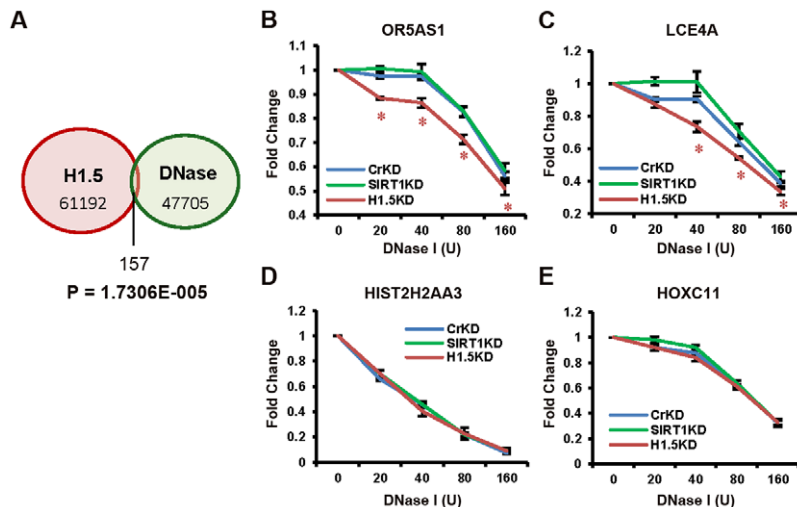 A
H1.5
61192
DNase
47705
157
P = 1.7306E-005
B
OR5AS1
Fold Change
1.1
1
0.9
0.8
0.7
0.6
0.5
0.4
CrKD
SIRT1KD
H1.5KD
*
*
*
*
0 20 40 80 160
DNase I (U)
C
LCE4A
Fold Change
1.2
1
0.8
0.6
0.4
0.2
CrKD
SIRT1KD
H1.5KD
*
*
*
0 20 40 80 160
DNase I (U)
D
HIST2H2AA3
Fold Change
1.2
1
0.8
0.6
0.4
0.2
0
CrKD
SIRT1KD
H1.5KD
0 20 40 80 160
DNase I (U)
E
HOXC11
Fold Change
1.2
1
0.8
0.6
0.4
0.2
0
CrKD
SIRT1KD
H1.5KD
0 20 40 80 160
DNase I (U)